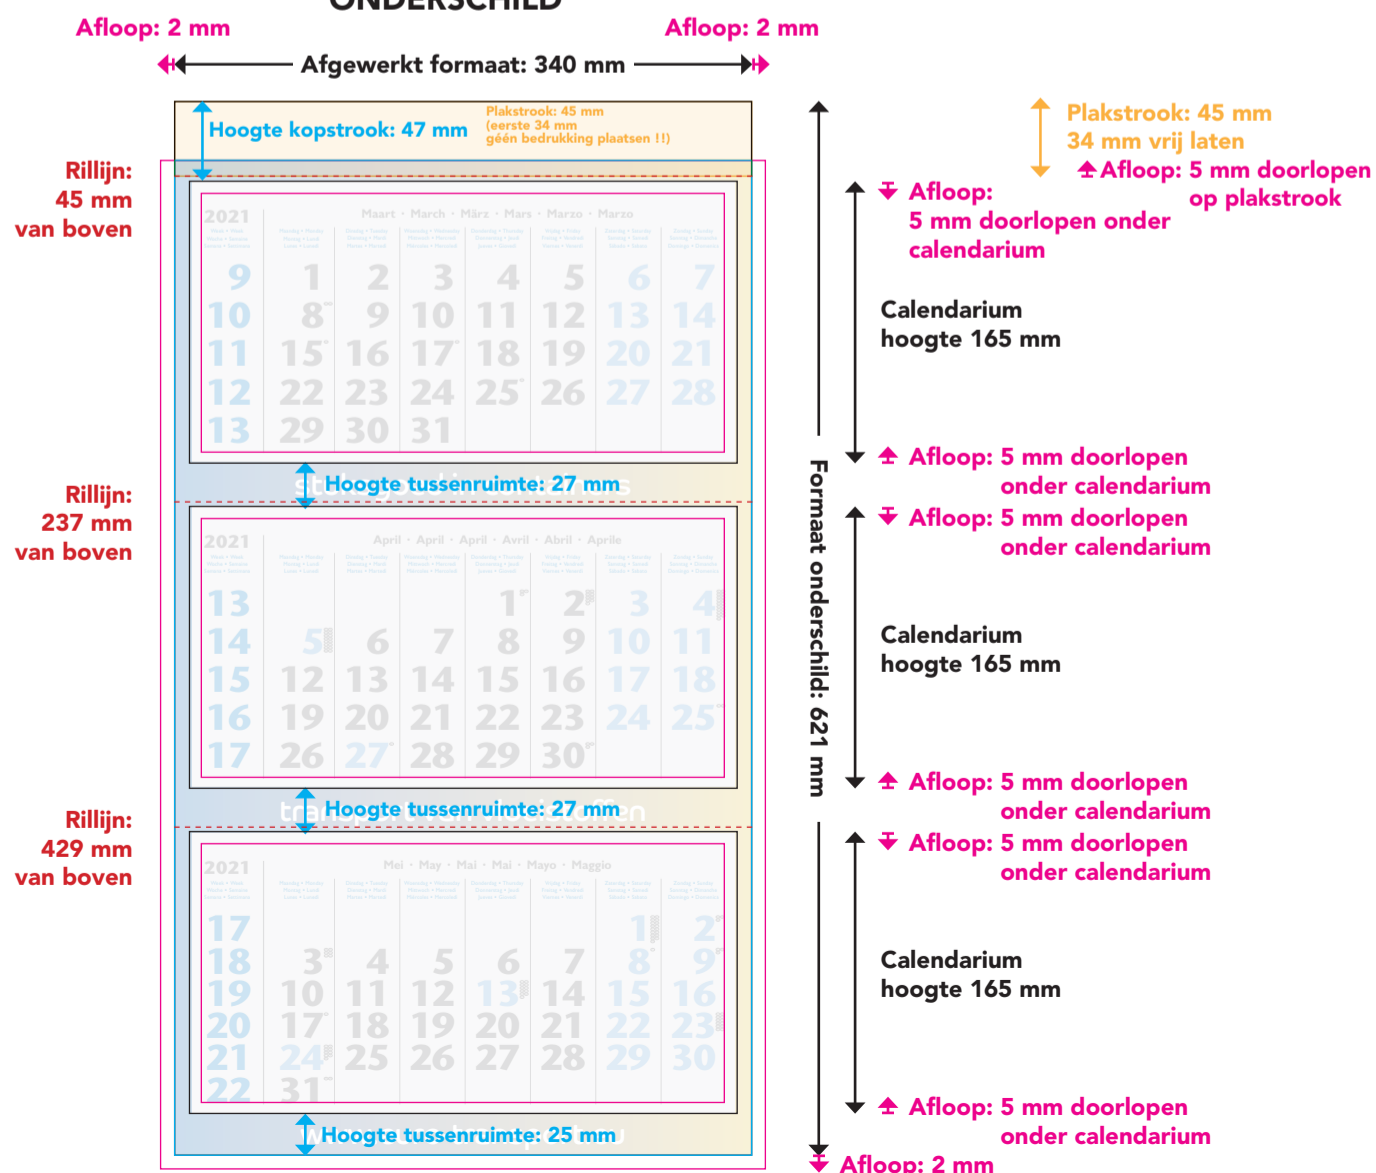 ONDERSCHILD
Afloop: 2 mm
Afloop: 2 mm
Afgewerkt formaat: 340 mm
Hoogte kopstrook: 47 mm
Plakstrook: 45 mm
(eerste 34 mm
géén bedrukking plaatsen !!)
Plakstrook: 45 mm
34 mm vrij laten
Afloop: 5 mm doorlopen
op plakstrook
Rillijn:
45 mm
van boven
Afloop:
5 mm doorlopen onder
calendarium
2021
Maart · March · März · Mars · Marzo · Marzo
9 1 2 3 4 5 6 7
10 8 9 10 11 12 13 14
11 15 16 17 18 19 20 21
12 22 23 24 25 26 27 28
13 29 30 31
Calendarium
hoogte 165 mm
Afloop: 5 mm doorlopen
onder calendarium
Hoogte tussenruimte: 27 mm
Rillijn:
237 mm
van boven
Formaat onderschild: 621 mm
Afloop: 5 mm doorlopen
onder calendarium
2021
April · April · April · Avril · Abril · Aprile
13 1 2 3 4
14 5 6 7 8 9 10 11
15 12 13 14 15 16 17 18
16 19 20 21 22 23 24 25
17 26 27 28 29 30
Calendarium
hoogte 165 mm
Afloop: 5 mm doorlopen
onder calendarium
Hoogte tussenruimte: 27 mm
Rillijn:
429 mm
van boven
Afloop: 5 mm doorlopen
onder calendarium
2021
Mei · May · Mai · Mai · Mayo · Maggio
17 1 2
18 3 4 5 6 7 8 9
19 10 11 12 13 14 15 16
20 17 18 19 20 21 22 23
21 24 25 26 27 28 29 30
22 31
Calendarium
hoogte 165 mm
Afloop: 5 mm doorlopen
onder calendarium
Hoogte tussenruimte: 25 mm
Afloop: 2 mm